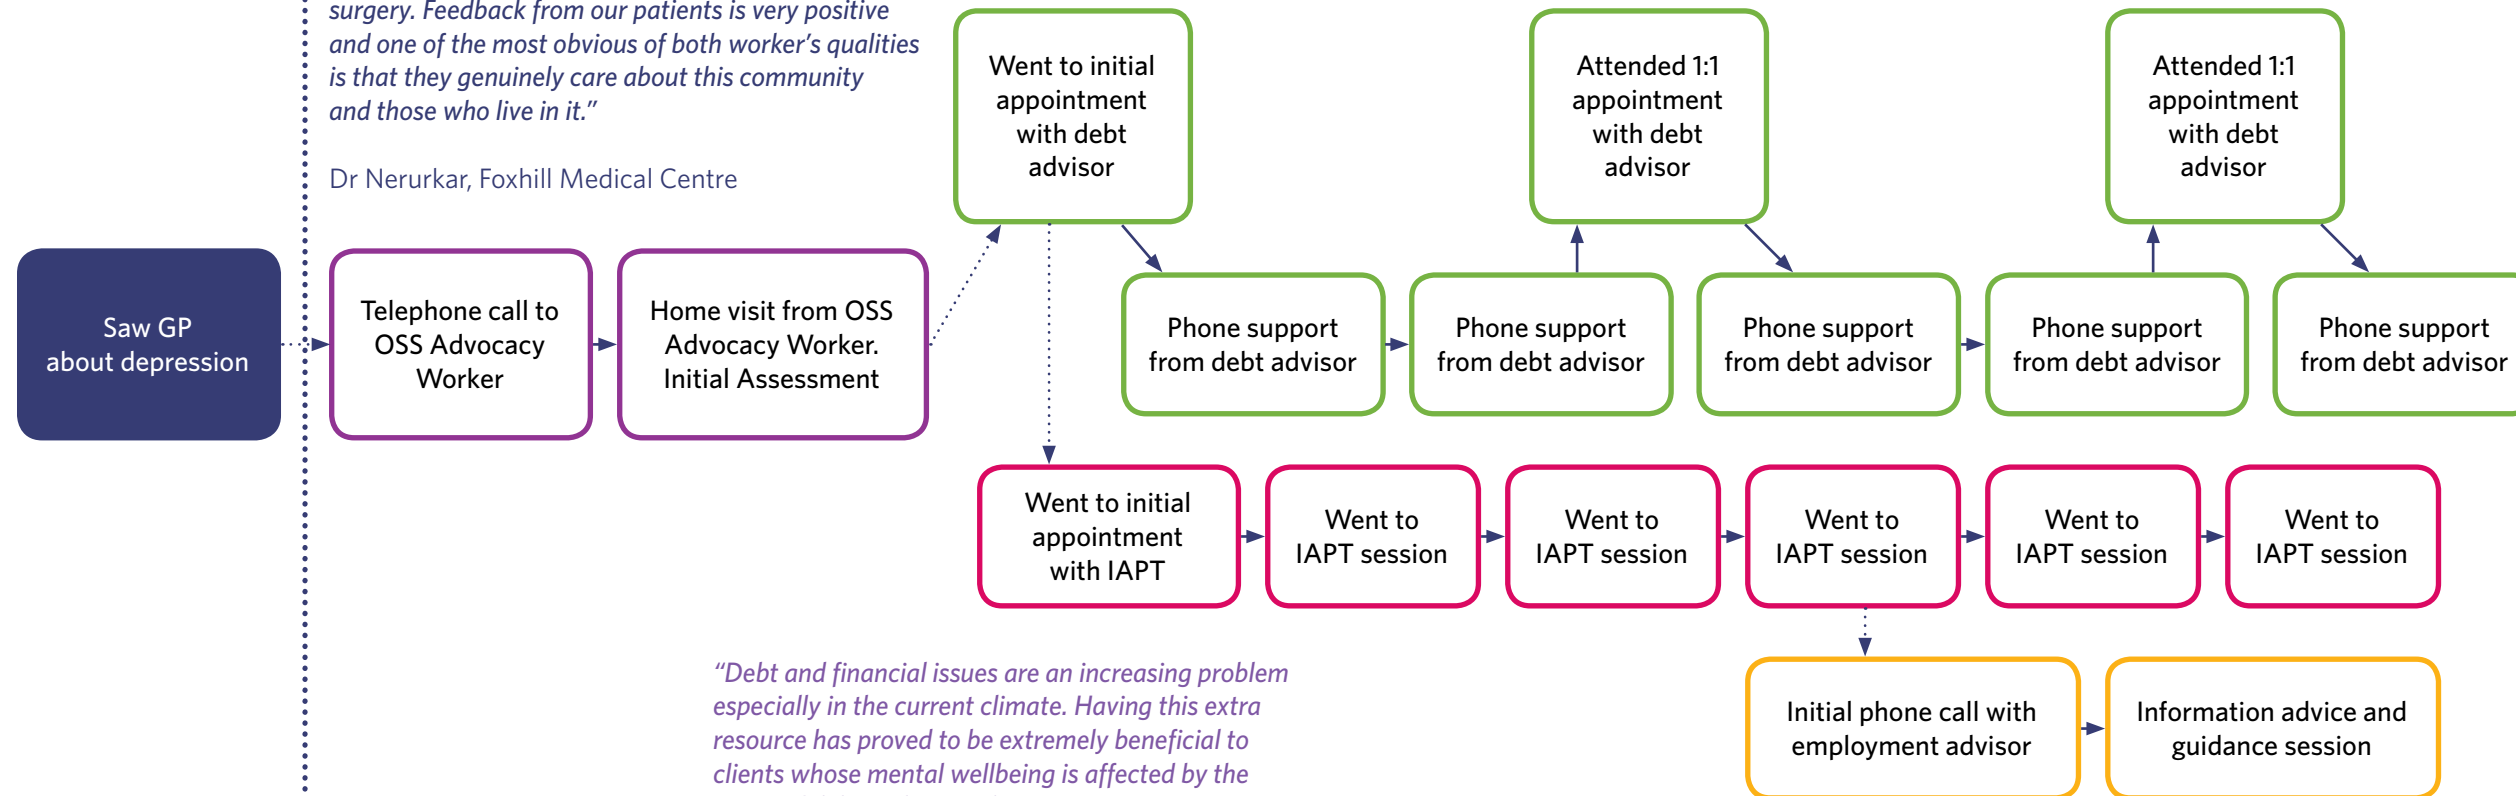 surgery. Feedback from our patients is very positive
and one of the most obvious of both worker's qualities
is that they genuinely care about this community
and those who live in it.”
Dr Nerurkar, Foxhill Medical Centre
Saw GP
about depression
Telephone call to
OSS Advocacy
Worker
Home visit from OSS
Advocacy Worker.
Initial Assessment
Went to initial
appointment
with debt
advisor
Attended 1:1
appointment
with debt
advisor
Attended 1:1
appointment
with debt
advisor
Phone support
from debt advisor
Phone support
from debt advisor
Phone support
from debt advisor
Phone support
from debt advisor
Phone support
from debt advisor
Went to initial
appointment
with IAPT
Went to
IAPT session
Went to
IAPT session
Went to
IAPT session
Went to
IAPT session
Went to
IAPT session
Initial phone call with
employment advisor
Information advice and
guidance session
“Debt and financial issues are an increasing problem
especially in the current climate. Having this extra
resource has proved to be extremely beneficial to
clients whose mental wellbeing is affected by the